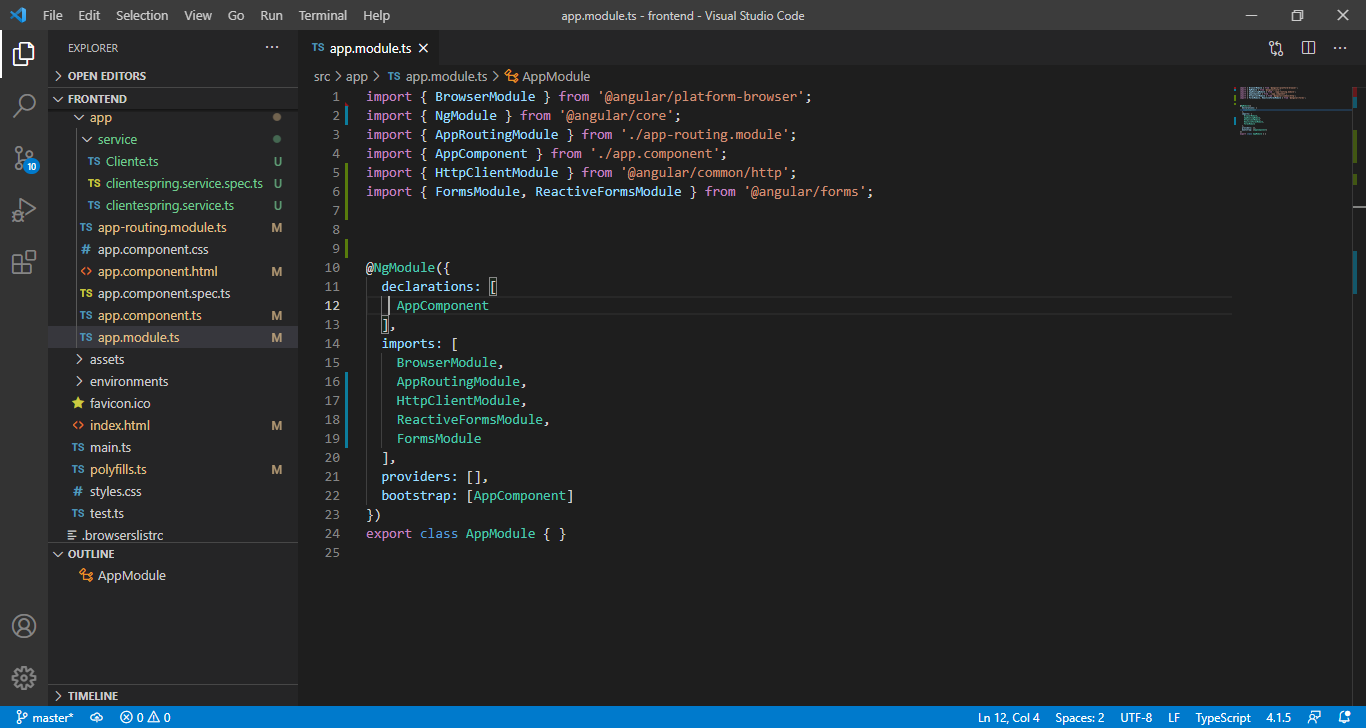 File Edit Selection View Go Run Terminal Help
app.module.ts - frontend - Visual Studio Code
EXPLORER
OPEN EDITORS
FRONTEND
app
service
TS Cliente.ts U
TS clientespring.service.spec.ts U
TS clientespring.service.ts U
TS app-routing.module.ts M
# app.component.css
<> app.component.html M
TS app.component.spec.ts
TS app.component.ts M
TS app.module.ts M
assets
environments
favicon.ico
<> index.html M
TS main.ts
TS polyfills.ts M
# styles.css
TS test.ts
.browserslistrc
OUTLINE
AppModule
TIMELINE
10
TS app.module.ts
src > app > TS app.module.ts > AppModule
1 import { BrowserModule } from '@angular/platform-browser';
2 import { NgModule } from '@angular/core';
3 import { AppRoutingModule } from './app-routing.module';
4 import { AppComponent } from './app.component';
5 import { HttpClientModule } from '@angular/common/http';
6 import { FormsModule, ReactiveFormsModule } from '@angular/forms';
7
8
9
10 @NgModule({
11 declarations: [
12 AppComponent
13 ],
14 imports: [
15 BrowserModule,
16 AppRoutingModule,
17 HttpClientModule,
18 ReactiveFormsModule,
19 FormsModule
20 ],
21 providers: [],
22 bootstrap: [AppComponent]
23 })
24 export class AppModule { }
25
master* 0 0 Ln 12, Col 4 Spaces: 2 UTF-8 LF TypeScript 4.1.5